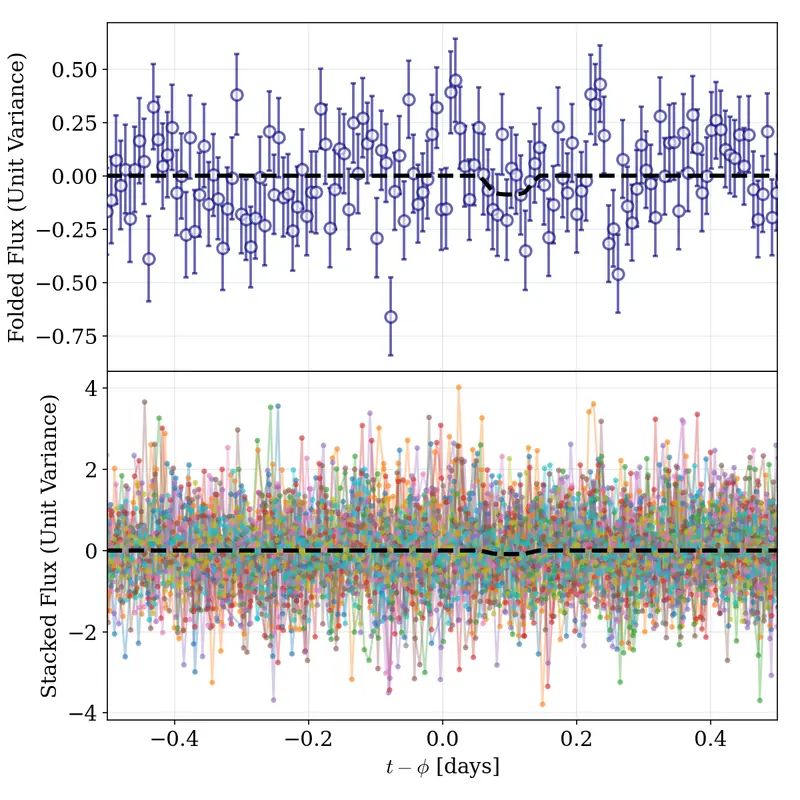 Folded Flux (Unit Variance)
0.50
0.25
0.00
−0.25
−0.50
−0.75
Stacked Flux (Unit Variance)
4
2
0
−2
−4
−0.4 −0.2 0.0 0.2 0.4
t − ϕ [days]